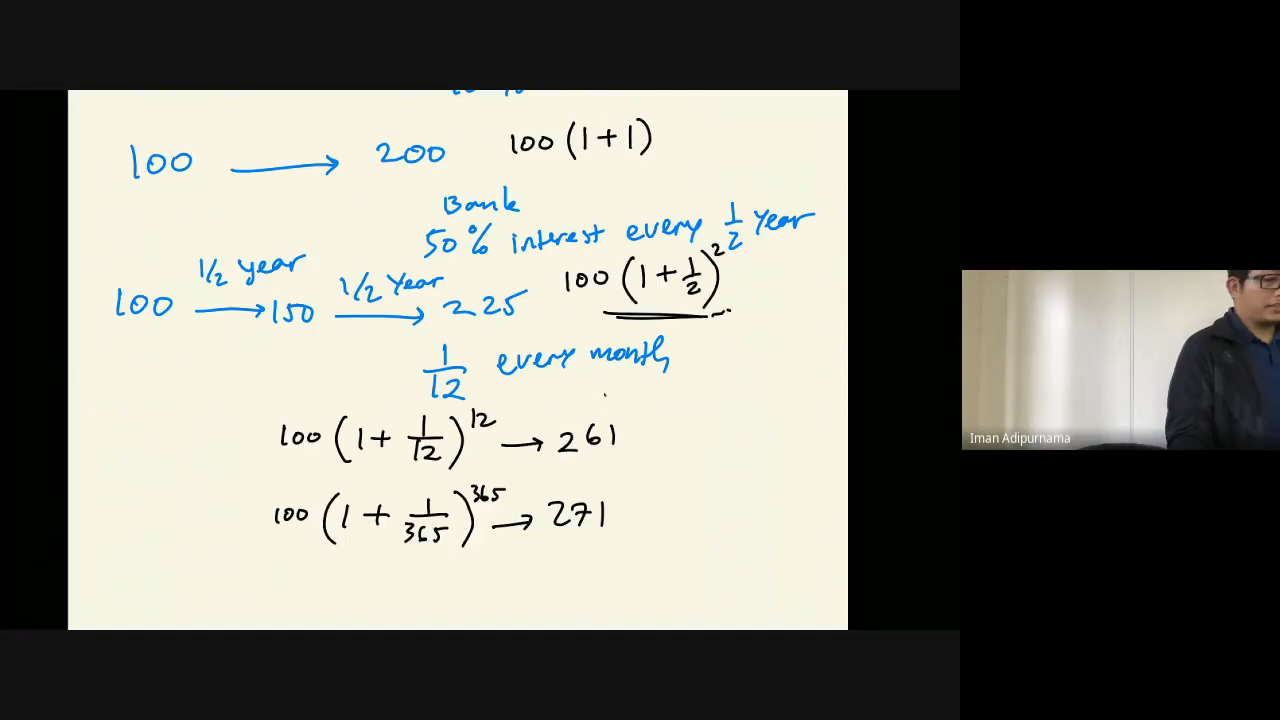 100 → 200 100 (1 + 1)
Bank
50 % interest every 1/2 Year
1/2 year 1/2 Year
100 → 150 → 225 100 (1 + 1/2)^2
1/12 every month
100 (1 + 1/12)^12 → 261
100 (1 + 1/365)^365 → 271
Iman Adipurnama